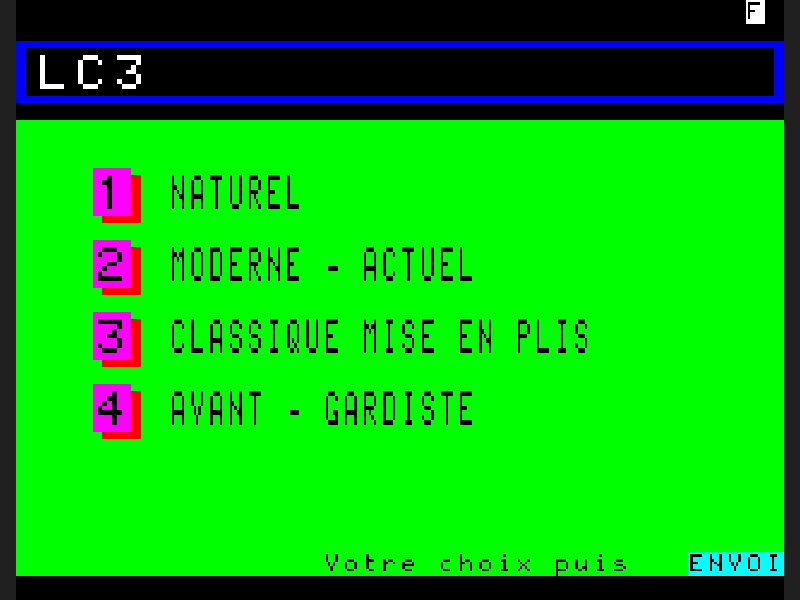 F
LC3
1 NATUREL
2 MODERNE - ACTUEL
3 CLASSIQUE MISE EN PLIS
4 AVANT - GARDISTE
Votre choix puis ENVOI